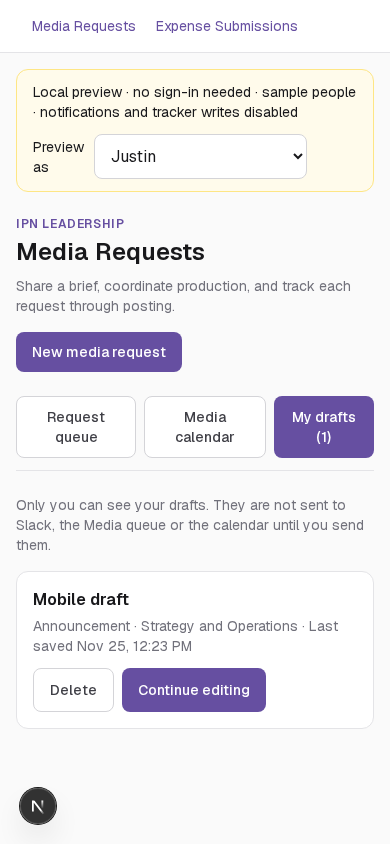 Media Requests Expense Submissions
Local preview · no sign-in needed · sample people
· notifications and tracker writes disabled
Preview
as
Justin
IPN LEADERSHIP
Media Requests
Share a brief, coordinate production, and track each
request through posting.
New media request
Request
queue
Media
calendar
My drafts
(1)
Only you can see your drafts. They are not sent to
Slack, the Media queue or the calendar until you send
them.
Mobile draft
Announcement · Strategy and Operations · Last
saved Nov 25, 12:23 PM
Delete Continue editing
N